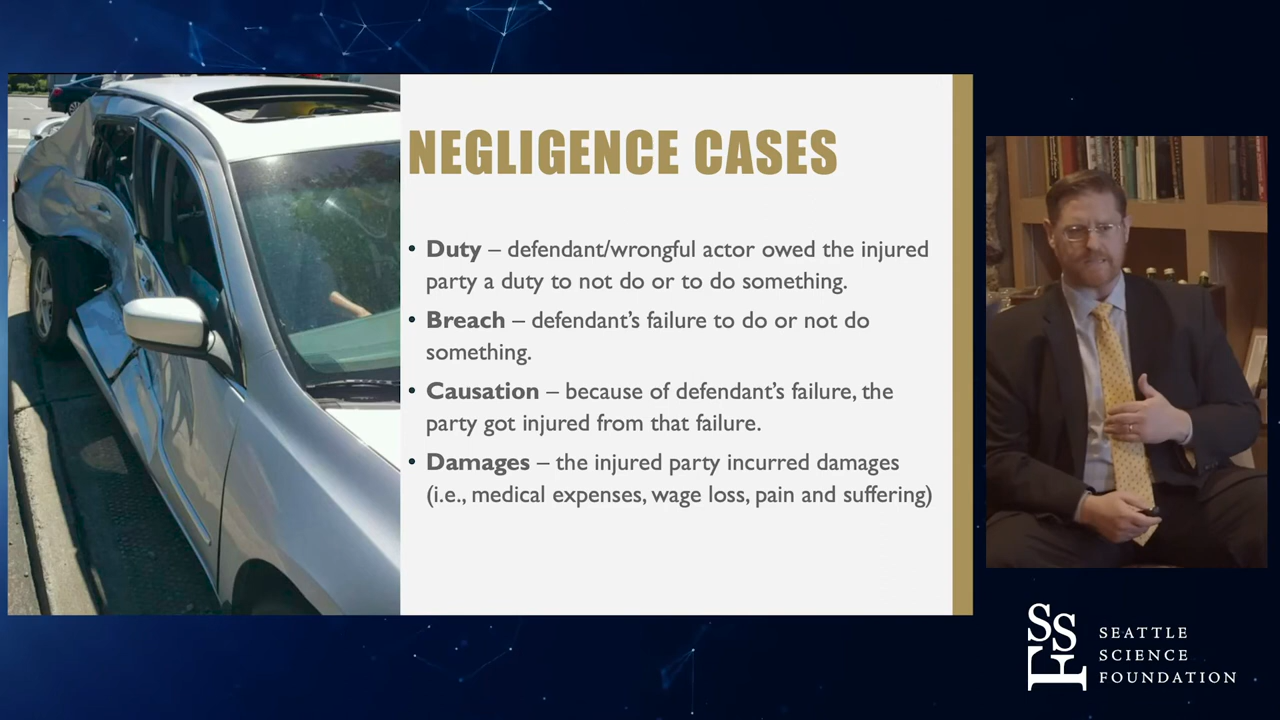 NEGLIGENCE CASES
• Duty – defendant/wrongful actor owed the injured
party a duty to not do or to do something.
• Breach – defendant's failure to do or not do
something.
• Causation – because of defendant's failure, the
party got injured from that failure.
• Damages – the injured party incurred damages
(i.e., medical expenses, wage loss, pain and suffering)
SSF
SEATTLE
SCIENCE
FOUNDATION